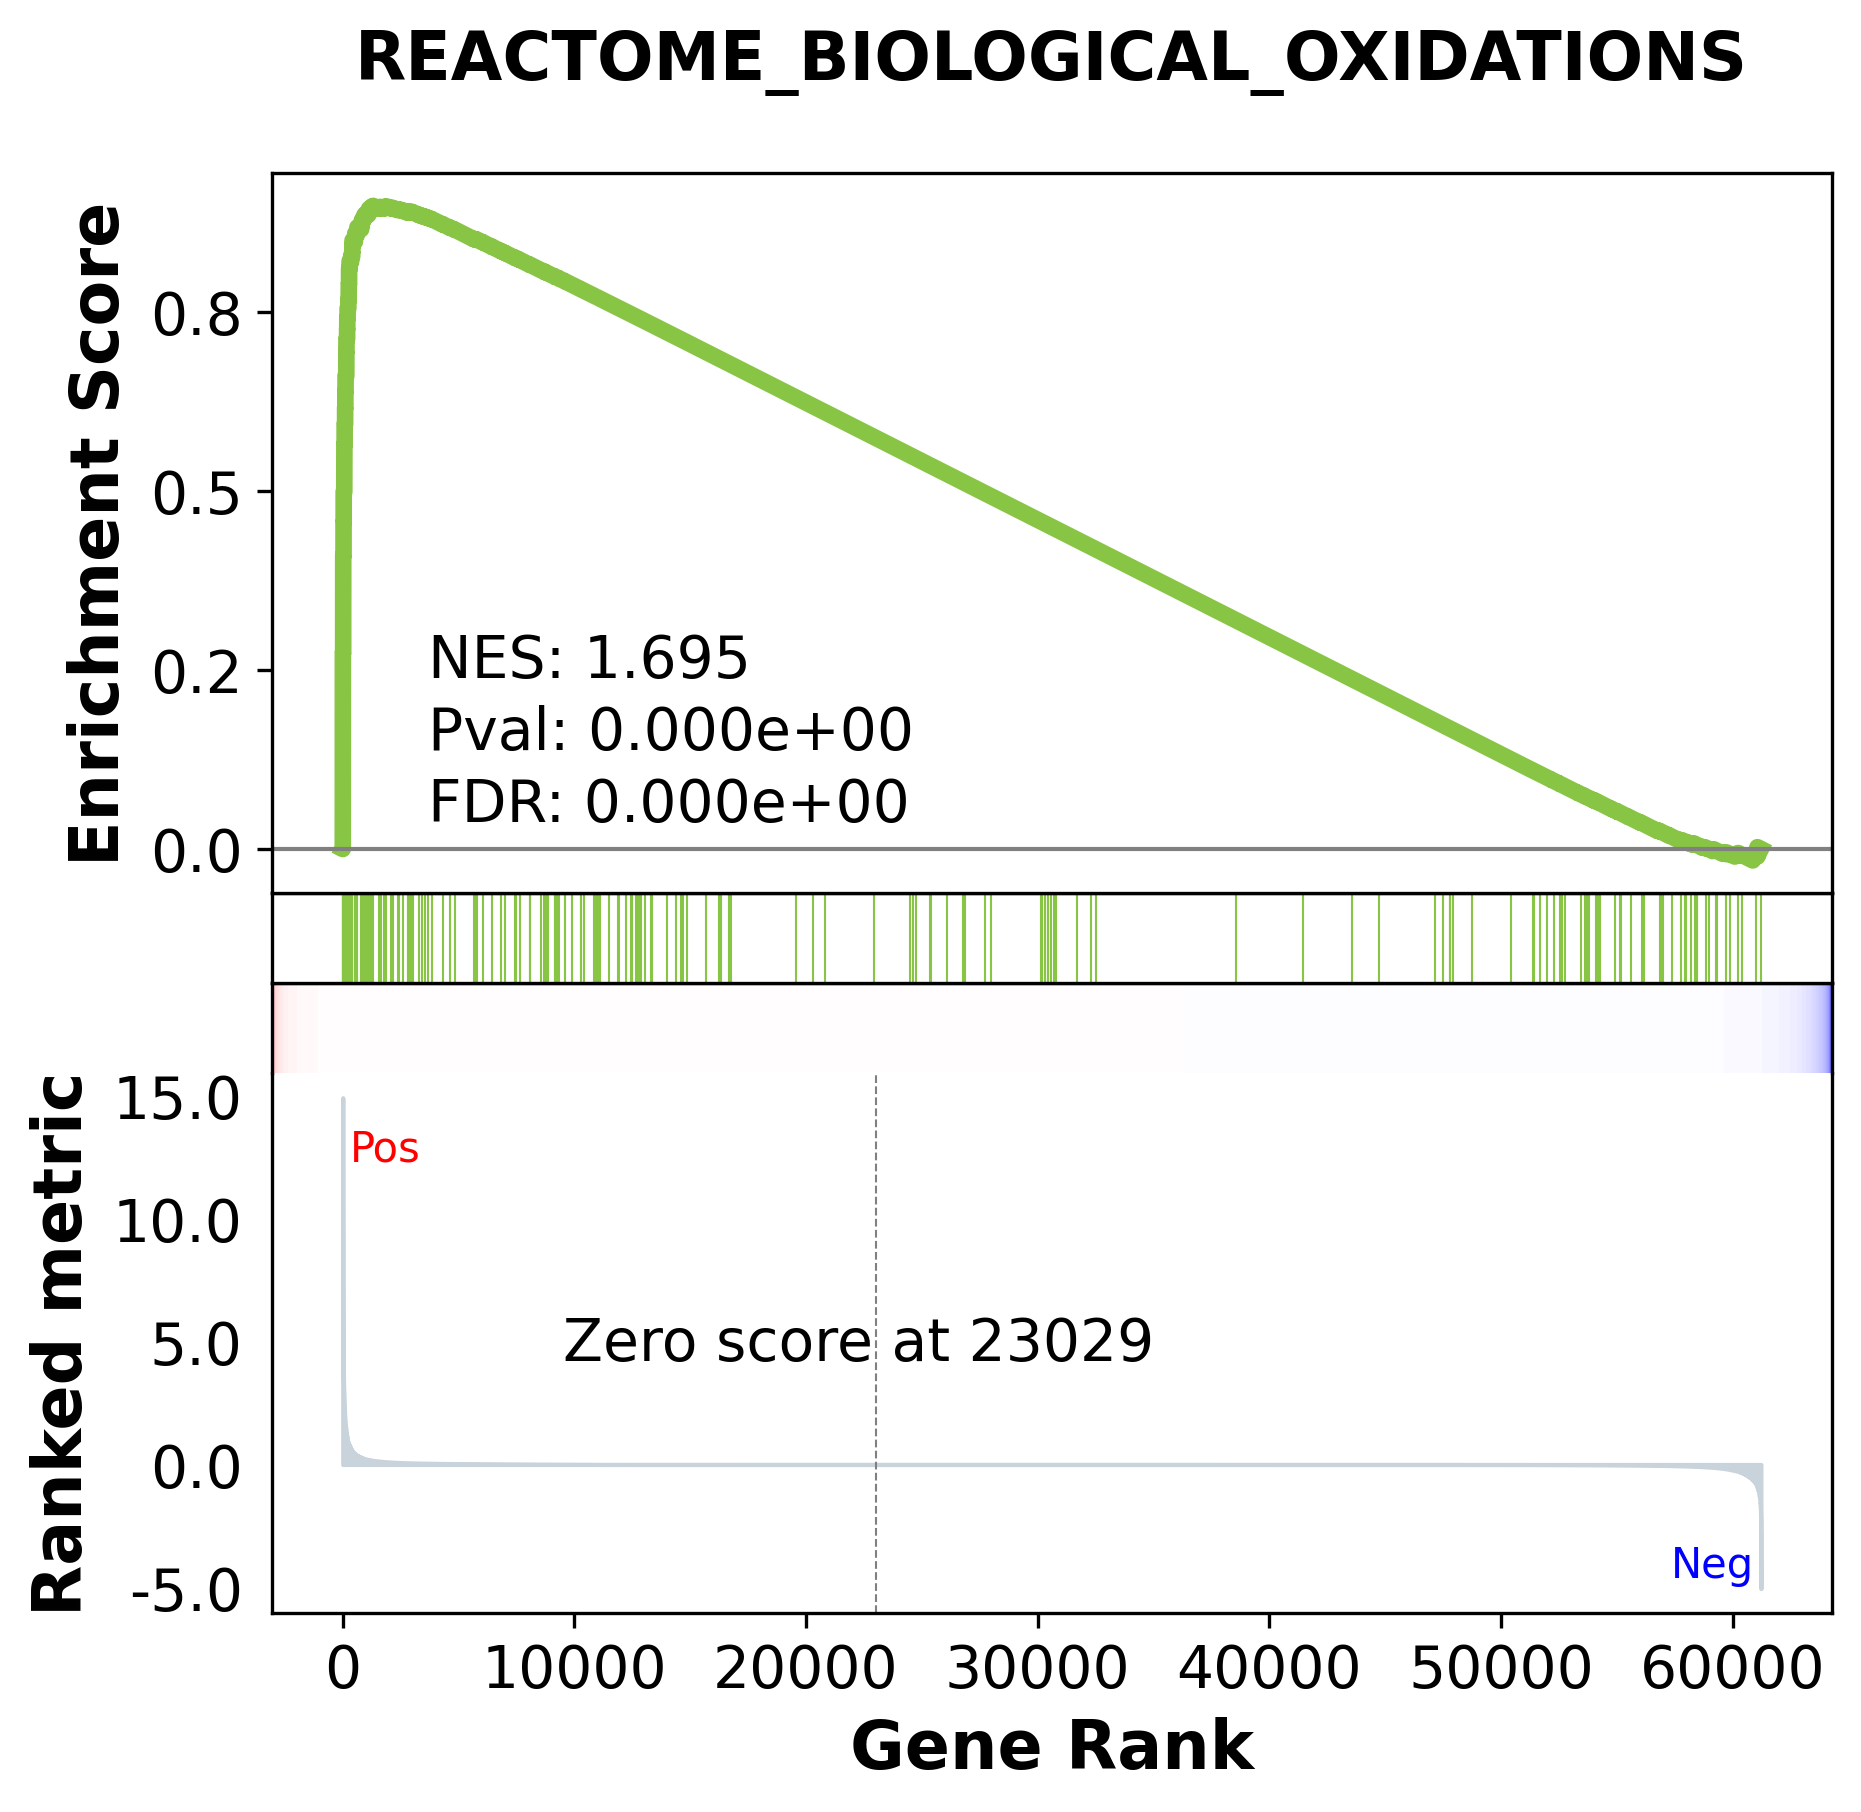 REACTOME_BIOLOGICAL_OXIDATIONS
Enrichment Score
0.8
0.5
0.2
0.0
NES: 1.695
Pval: 0.000e+00
FDR: 0.000e+00
Ranked metric
15.0
10.0
5.0
0.0
-5.0
Pos
Zero score at 23029
Neg
0 10000 20000 30000 40000 50000 60000
Gene Rank